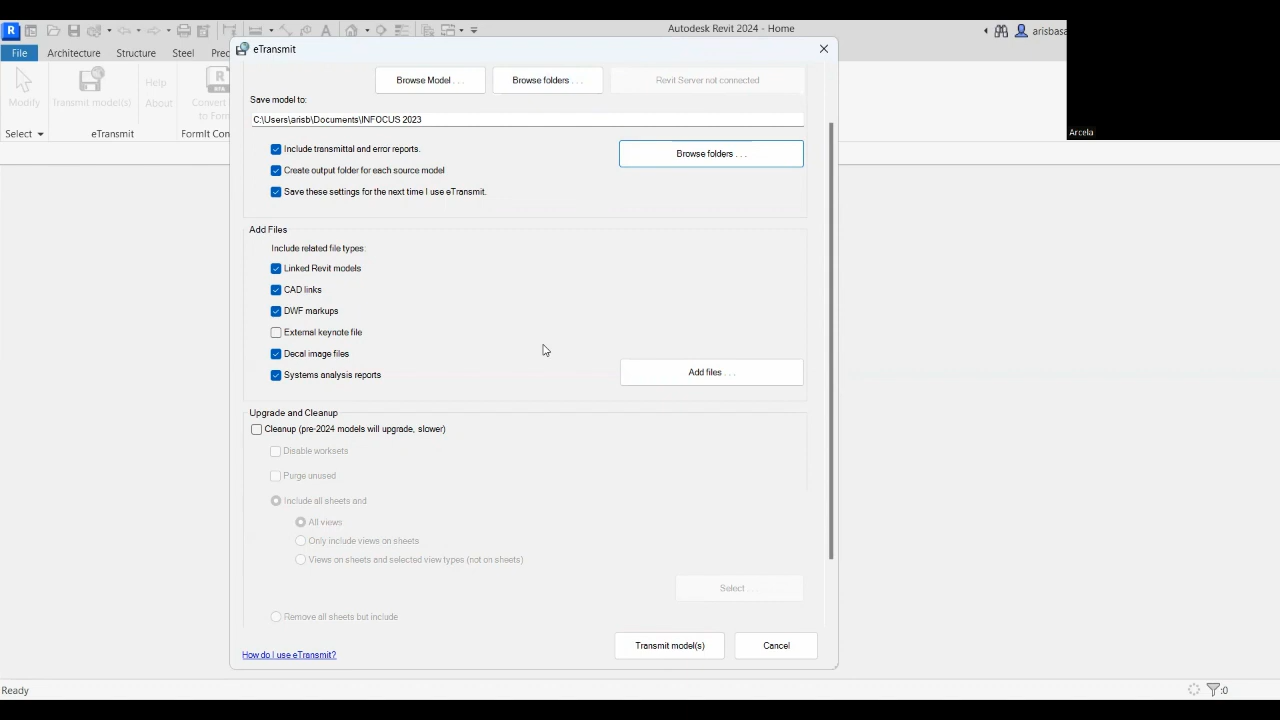 Autodesk Revit 2024 - Home
arisbasa
File
Architecture
Structure
Steel
Prec
eTransmit
Modify
Transmit model(s)
Help
About
Convert
to Form
Select
eTransmit
FormIt Con
Arcela
Browse Model . . .
Browse folders . . .
Revit Server not connected
Save model to:
C:\Users\arisb\Documents\INFOCUS 2023
Include transmittal and error reports.
Browse folders . . .
Create output folder for each source model
Save these settings for the next time I use eTransmit.
Add Files
Include related file types:
Linked Revit models
CAD links
DWF markups
External keynote file
Decal image files
Systems analysis reports
Add files . . .
Upgrade and Cleanup
Cleanup (pre-2024 models will upgrade, slower)
Disable worksets
Purge unused
Include all sheets and
All views
Only include views on sheets
Views on sheets and selected view types (not on sheets)
Select . . .
Remove all sheets but include
Transmit model(s)
Cancel
How do I use eTransmit?
Ready
:0